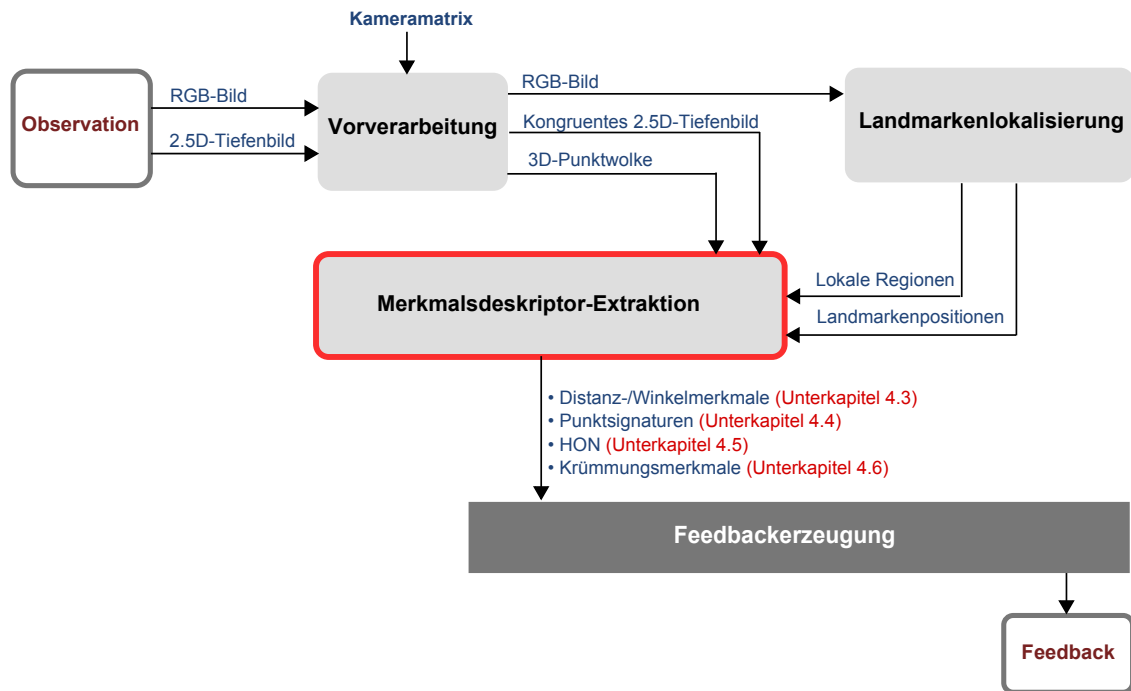 Kameramatrix
Observation
RGB-Bild
2.5D-Tiefenbild
Vorverarbeitung
RGB-Bild
Kongruentes 2.5D-Tiefenbild
3D-Punktwolke
Landmarkenlokalisierung
Lokale Regionen
Landmarkenpositionen
Merkmalsdeskriptor-Extraktion
• Distanz-/Winkelmerkmale (Unterkapitel 4.3)
• Punktsignaturen (Unterkapitel 4.4)
• HON (Unterkapitel 4.5)
• Krümmungsmerkmale (Unterkapitel 4.6)
Feedbackerzeugung
Feedback